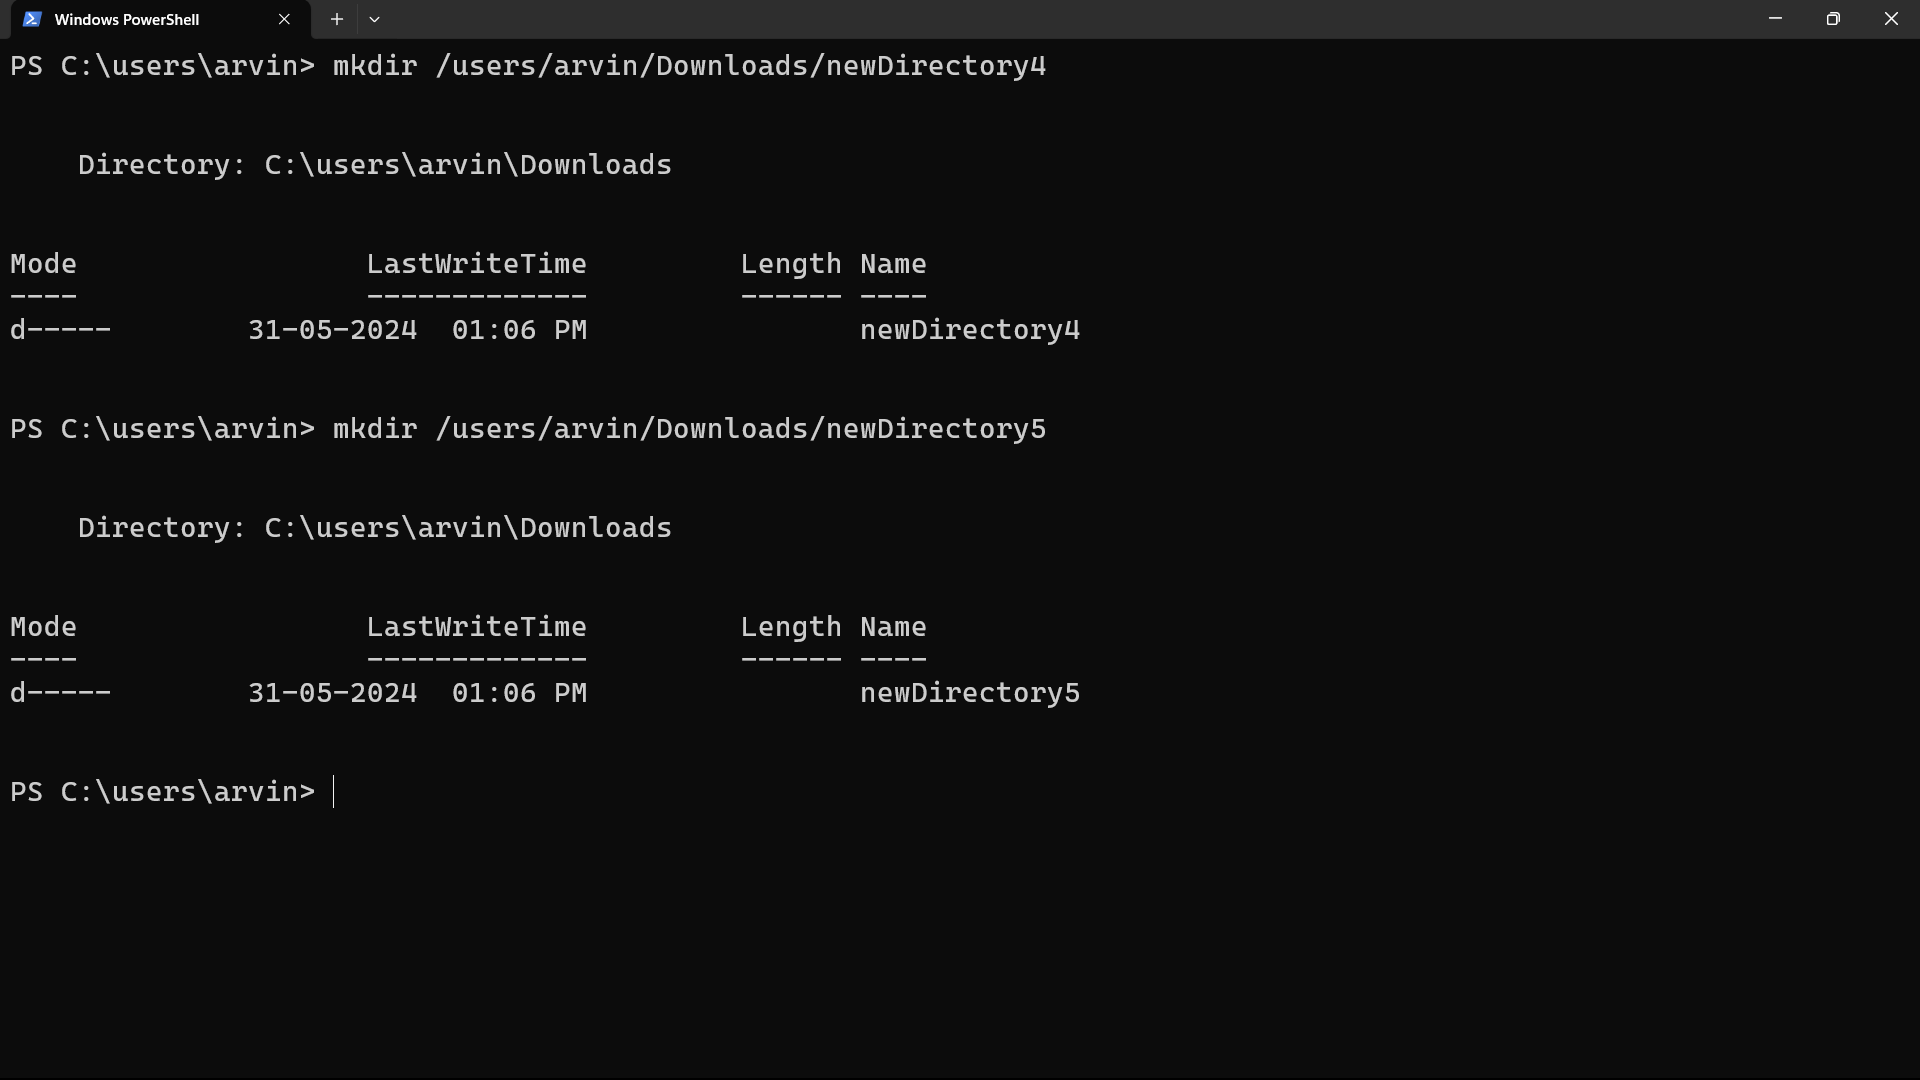 Windows PowerShell
PS C:\users\arvin> mkdir /users/arvin/Downloads/newDirectory4
    Directory: C:\users\arvin\Downloads
Mode                 LastWriteTime         Length Name
----                 -------------         ------ ----
d-----        31-05-2024  01:06 PM                newDirectory4
PS C:\users\arvin> mkdir /users/arvin/Downloads/newDirectory5
    Directory: C:\users\arvin\Downloads
Mode                 LastWriteTime         Length Name
----                 -------------         ------ ----
d-----        31-05-2024  01:06 PM                newDirectory5
PS C:\users\arvin>